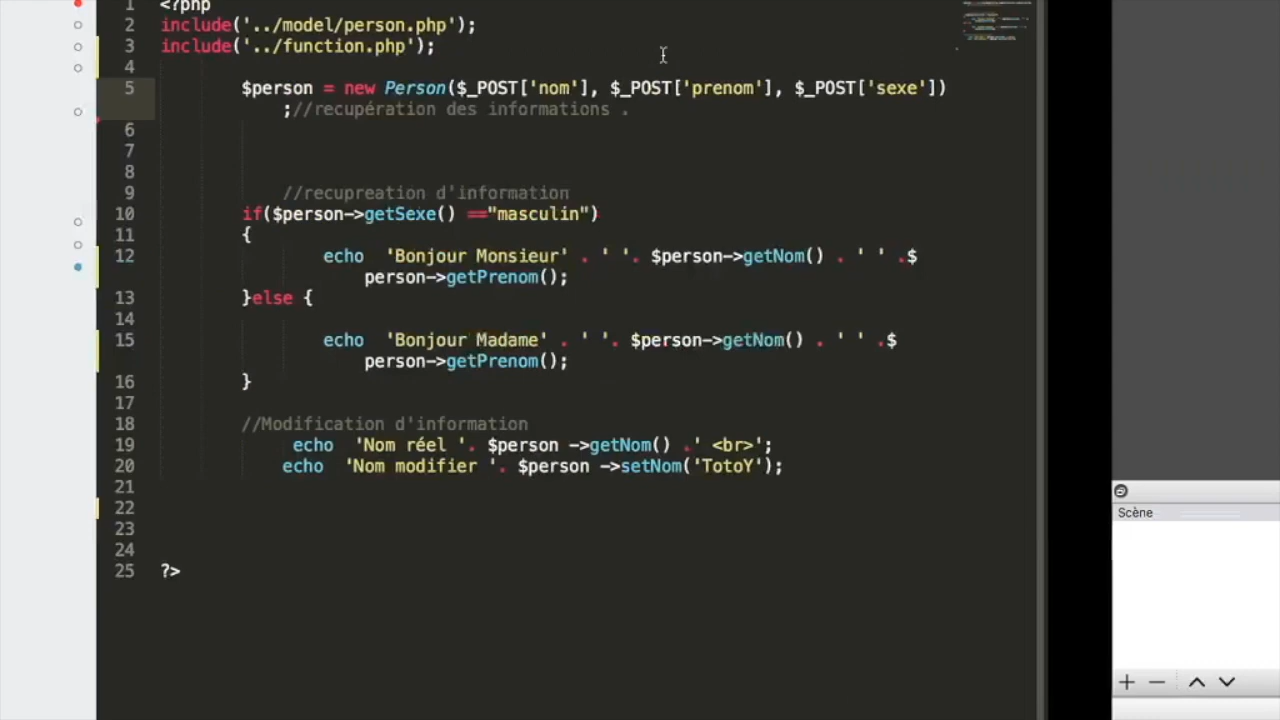 1 <?php
2 include('../model/person.php');
3 include('../function.php');
4
5 $person = new Person($_POST['nom'], $_POST['prenom'], $_POST['sexe'])
;//recupération des informations .
6
7
8
9 //recupreation d'information
10 if($person->getSexe() =="masculin")
11 {
12 echo 'Bonjour Monsieur' . ' '. $person->getNom() . ' ' .$
person->getPrenom();
13 }else {
14
15 echo 'Bonjour Madame' . ' '. $person->getNom() . ' ' .$
person->getPrenom();
16 }
17
18 //Modification d'information
19 echo 'Nom réel '. $person ->getNom() .' <br>';
20 echo 'Nom modifier '. $person ->setNom('TotoY');
21
22
23
24
25 ?>
Scène